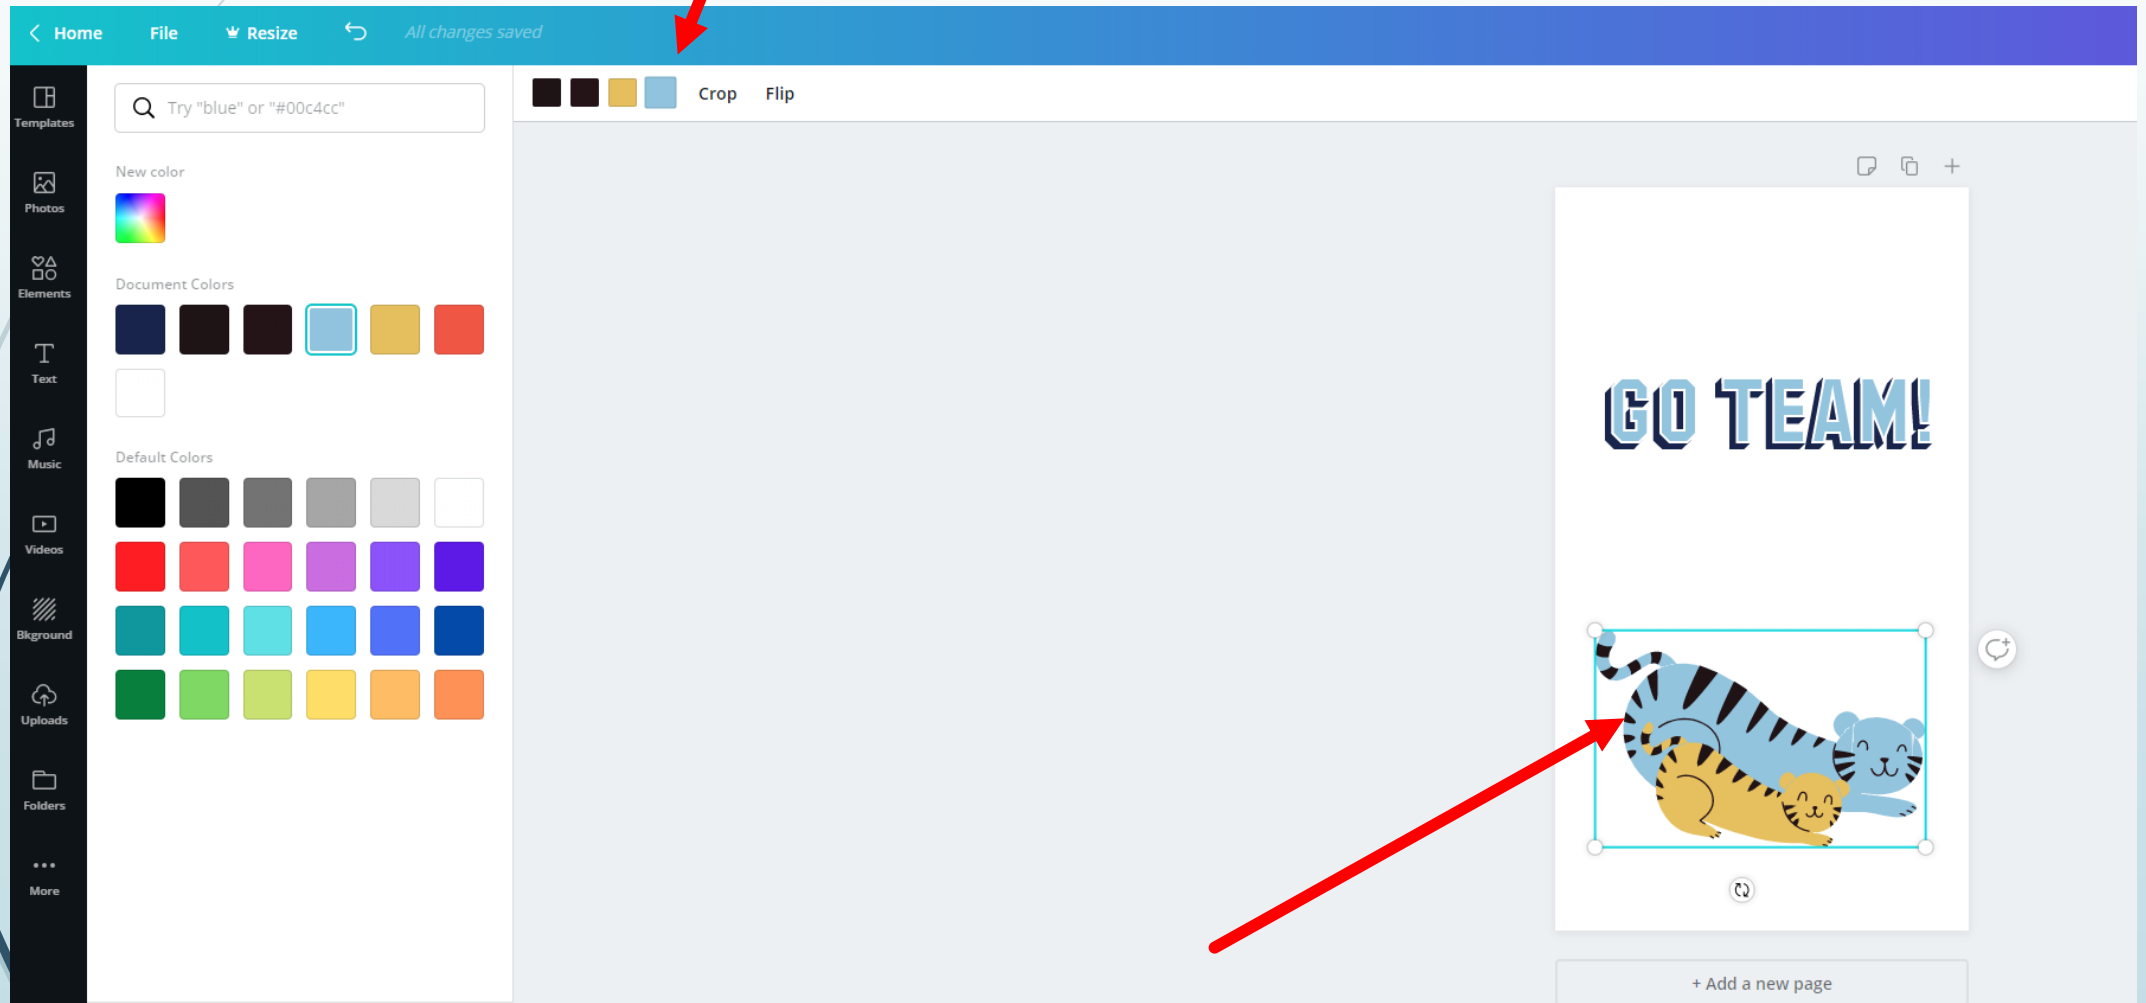 Home File Resize All changes saved
Templates
Photos
Elements
Text
Music
Videos
Bkground
Uploads
Folders
More
Try "blue" or "#00c4cc"
New color
Document Colors
Default Colors
Crop Flip
GO TEAM!
+ Add a new page